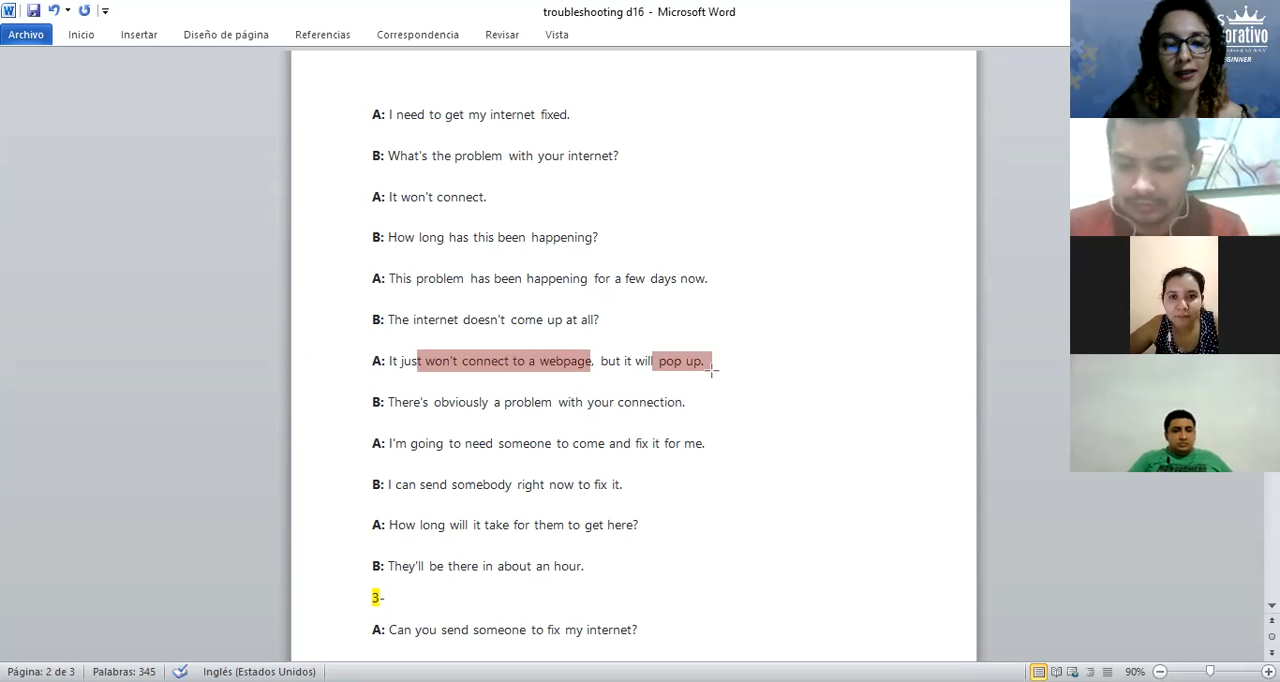 troubleshooting d16 - Microsoft Word
Archivo Inicio Insertar Diseño de página Referencias Correspondencia Revisar Vista
A: I need to get my internet fixed.
B: What's the problem with your internet?
A: It won't connect.
B: How long has this been happening?
A: This problem has been happening for a few days now.
B: The internet doesn't come up at all?
A: It just won't connect to a webpage, but it will pop up.
B: There's obviously a problem with your connection.
A: I'm going to need someone to come and fix it for me.
B: I can send somebody right now to fix it.
A: How long will it take for them to get here?
B: They'll be there in about an hour.
3-
A: Can you send someone to fix my internet?
Página: 2 de 3 Palabras: 345 Inglés (Estados Unidos) 90%